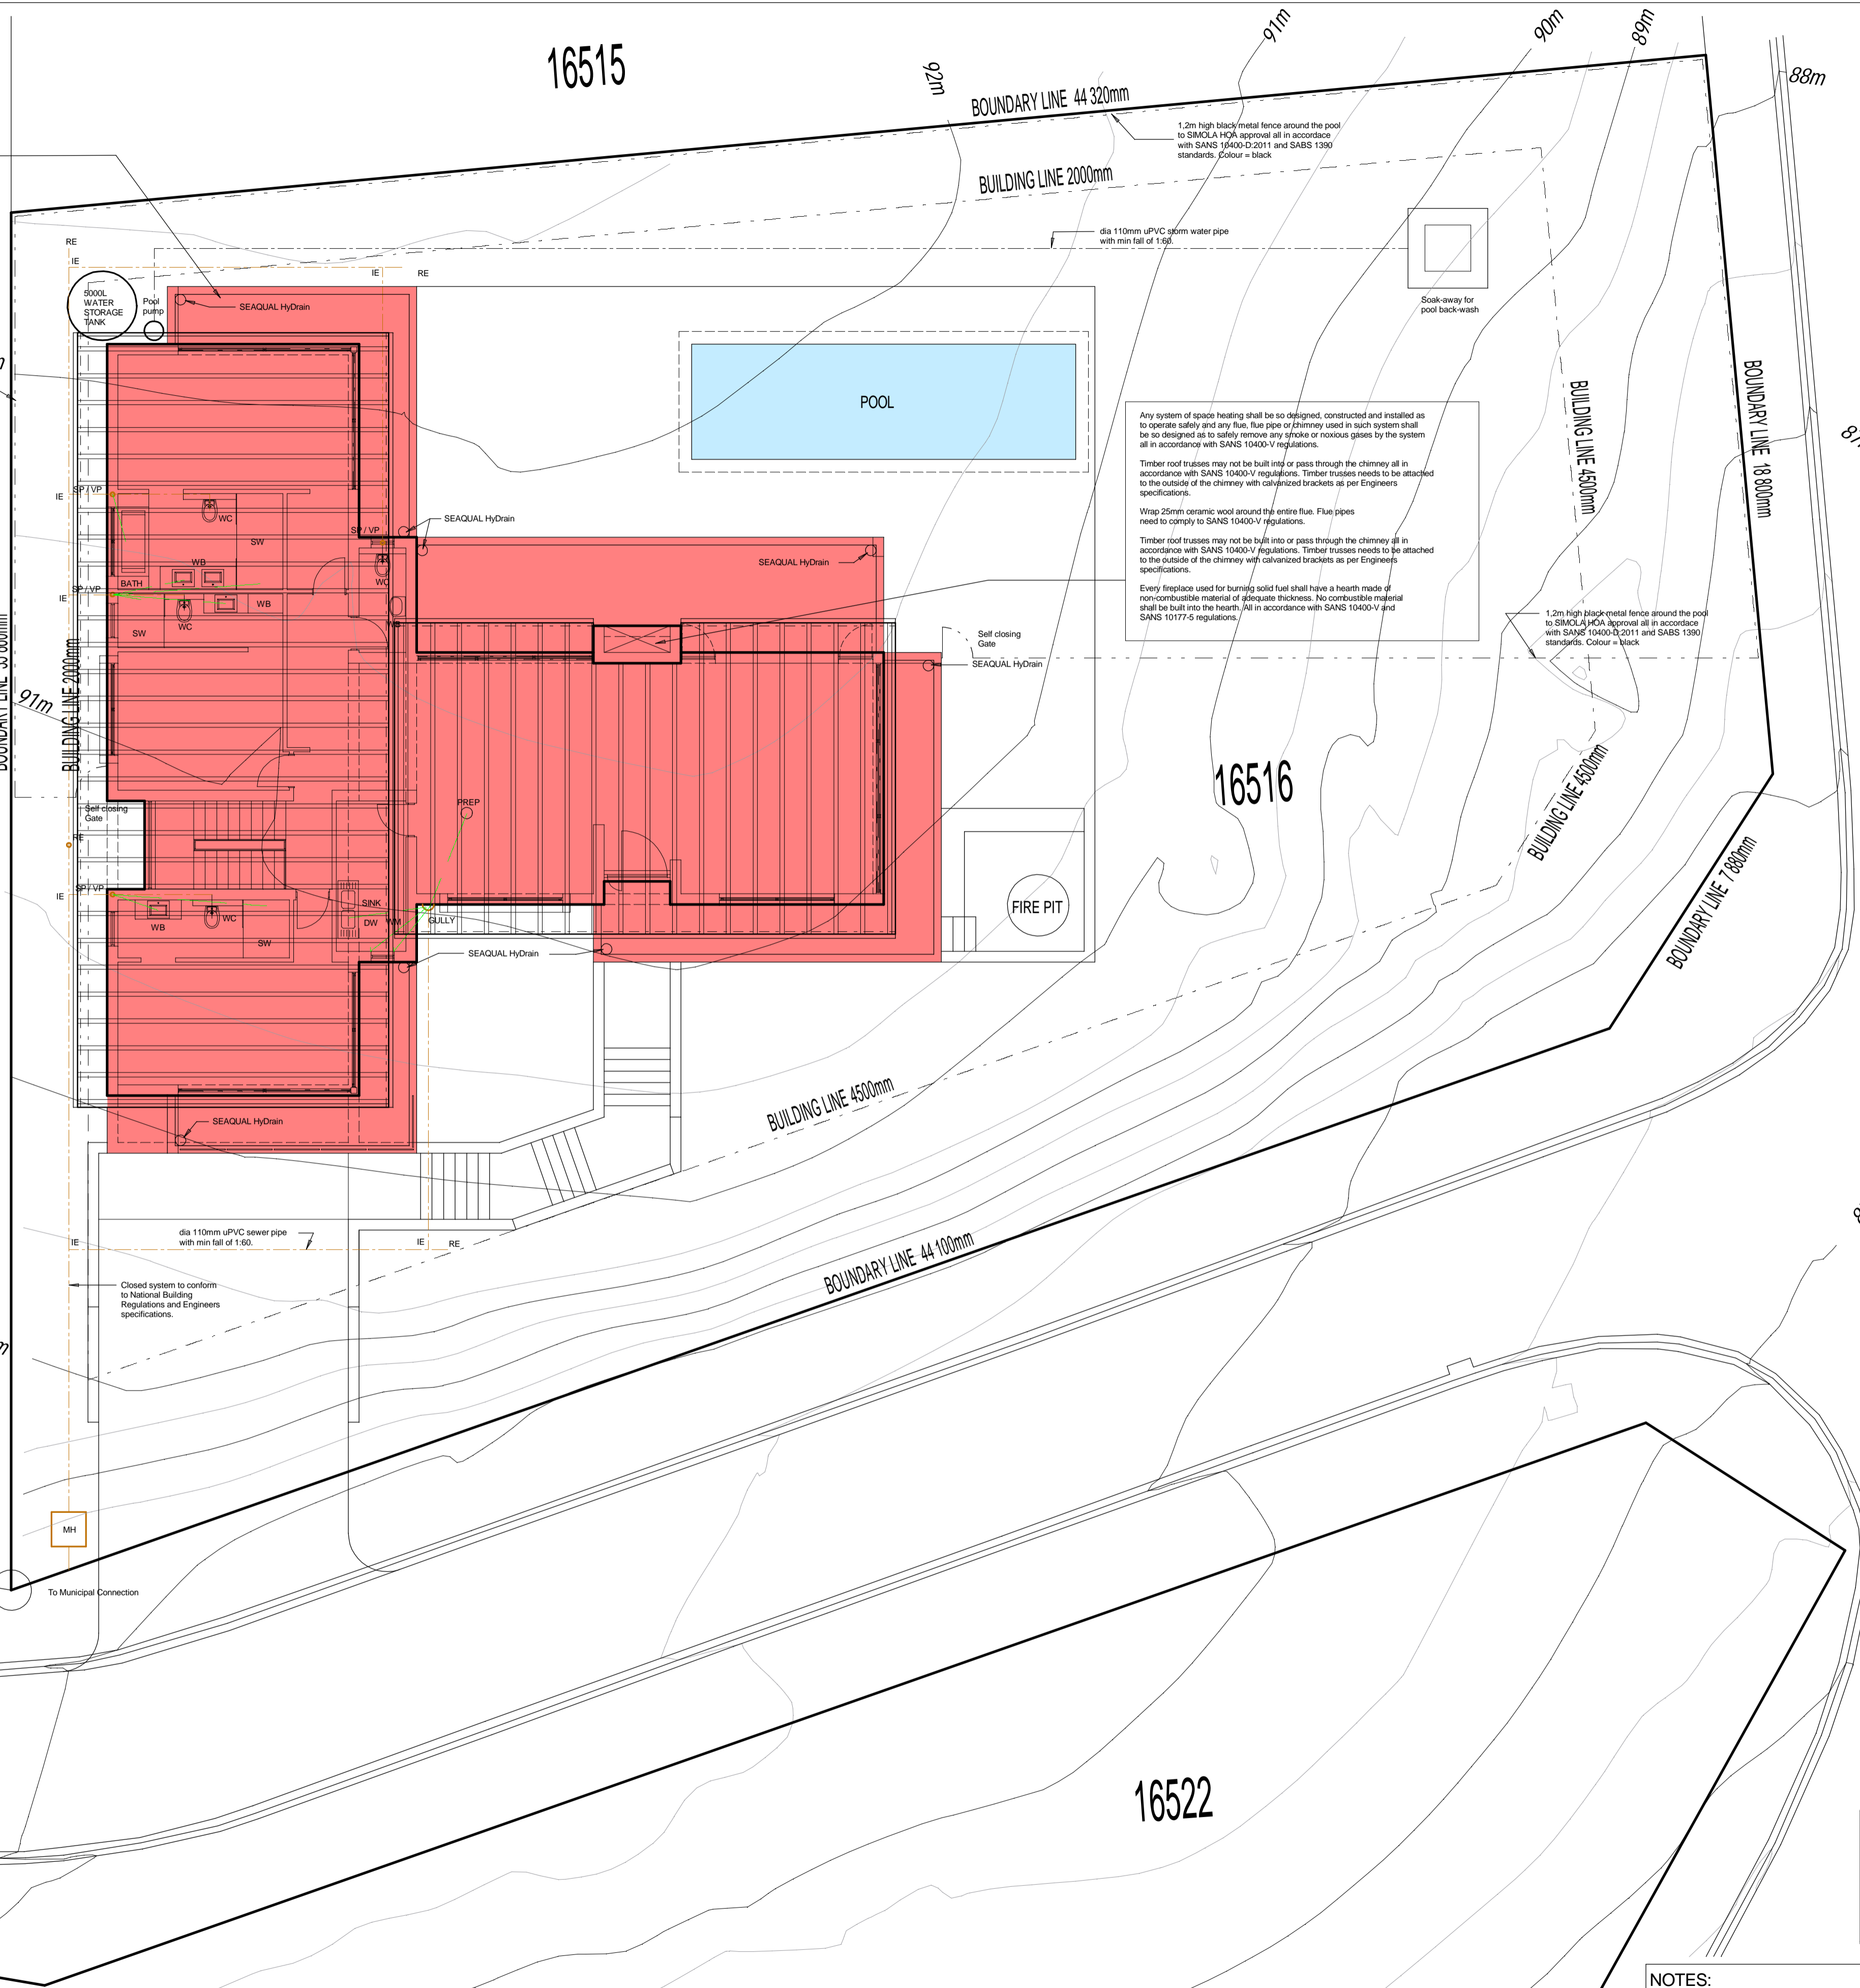 16515
92m
91m
90m
89m
88m
BOUNDARY LINE 44 320mm
1,2m high black metal fence around the pool
to SIMOLA HOA approval all in accordace
with SANS 10400-D:2011 and SABS 1390
standards. Colour = black
BUILDING LINE 2000mm
dia 110mm uPVC storm water pipe
with min fall of 1:60.
RE
IE
IE
RE
5000L
WATER
STORAGE
TANK
Pool
pump
SEAQUAL HyDrain
Soak-away for
pool back-wash
POOL
BUILDING LINE 4500mm
BOUNDARY LINE 18 800mm
Any system of space heating shall be so designed, constructed and installed as
to operate safely and any flue, flue pipe or chimney used in such system shall
be so designed as to safely remove any smoke or noxious gases by the system
all in accordance with SANS 10400-V regulations.
Timber roof trusses may not be built into or pass through the chimney all in
accordance with SANS 10400-V regulations. Timber trusses needs to be attached
to the outside of the chimney with calvanized brackets as per Engineers
specifications.
Wrap 25mm ceramic wool around the entire flue. Flue pipes
need to comply to SANS 10400-V regulations.
Timber roof trusses may not be built into or pass through the chimney all in
accordance with SANS 10400-V regulations. Timber trusses needs to be attached
to the outside of the chimney with calvanized brackets as per Engineers
specifications.
Every fireplace used for burning solid fuel shall have a hearth made of
non-combustible material of adequate thickness. No combustible material
shall be built into the hearth. All in accordance with SANS 10400-V and
SANS 10177-5 regulations.
IE
SP / VP
WC
SW
SP / VP
SEAQUAL HyDrain
SEAQUAL HyDrain
WB
BATH
WC
SP / VP
IE
WC
WB
SW
WB
Self closing
Gate
SEAQUAL HyDrain
1,2m high black metal fence around the pool
to SIMOLA HOA approval all in accordace
with SANS 10400-D:2011 and SABS 1390
standards. Colour = black
91m
BUILDING LINE 2000mm
16516
BUILDING LINE 4500mm
BOUNDARY LINE 7 880mm
Self closing
Gate
PREP
RE
SP / VP
IE
WB
WC
SW
SINK
DW
WM
GULLY
FIRE PIT
SEAQUAL HyDrain
BUILDING LINE 4500mm
SEAQUAL HyDrain
dia 110mm uPVC sewer pipe
with min fall of 1:60.
IE
IE
RE
BOUNDARY LINE 44 100mm
Closed system to conform
to National Building
Regulations and Engineers
specifications.
MH
To Municipal Connection
16522
NOTES: